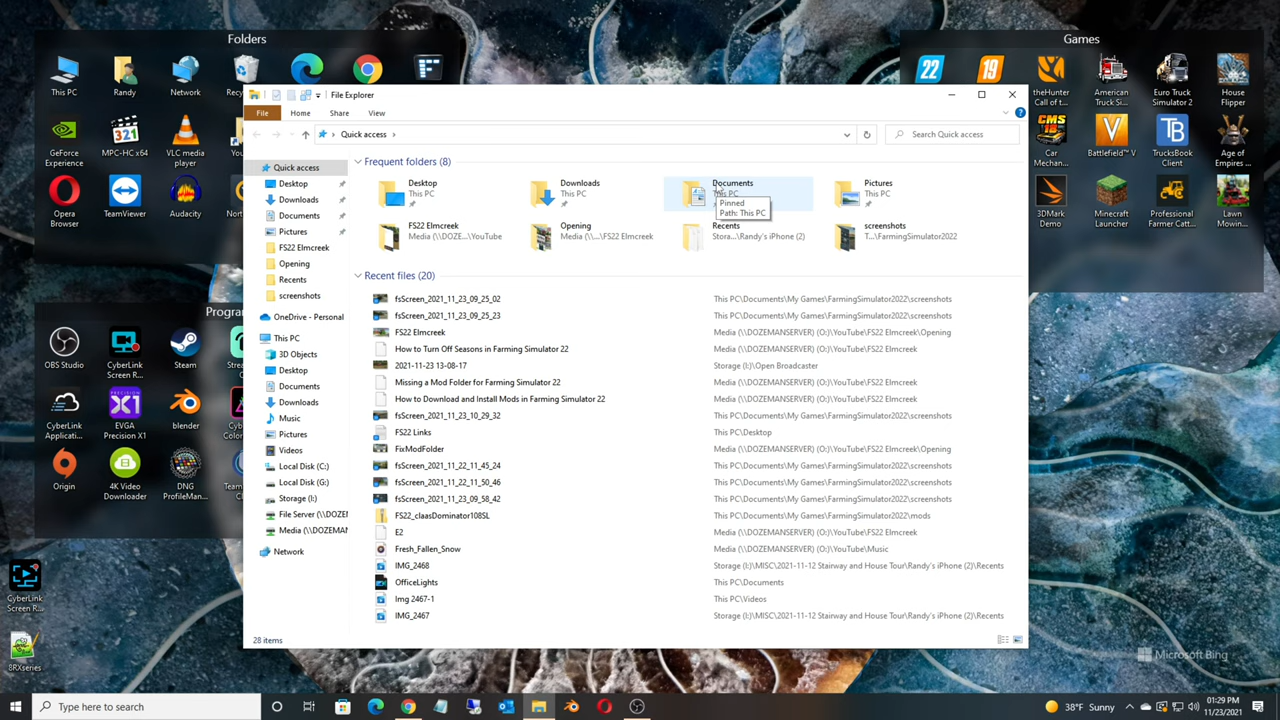 Folders
Games
This PC
Randy
Network
GeForce Experience
MPC-HC x64
VLC media player
Opera Browser
TeamViewer
Audacity
American Truck Si...
Euro Truck Simulator 2
House Flipper
theHunter Call of t...
Car Mechan...
Battlefield™ V
TrucksBook Client
Age of Empires ...
3DMark Demo
Minecraft Launcher
Professional Farmer Catt...
Lawn Mowin...
OBS Studio
CyberLink Screen R...
Steam
CyberLink Applicati...
EVGA Precision X1
blender
Origin
4K Video Downloader
DNG ProfileMan...
CyberLink Screen R...
8RXseries
File Explorer
File
Home
Share
View
Quick access
Search Quick access
Quick access
Desktop
Downloads
Documents
Pictures
FS22 Elmcreek
Opening
Recents
screenshots
OneDrive - Personal
This PC
3D Objects
Desktop
Documents
Downloads
Music
Pictures
Videos
Local Disk (C:)
Local Disk (G:)
Storage (I:)
File Server (\\DOZE
Media (\\DOZEMAN
Network
Frequent folders (8)
Desktop
This PC
Downloads
This PC
Documents
This PC
Pinned
Path: This PC
Pictures
This PC
FS22 Elmcreek
Media (\\DOZE...\YouTube
Opening
Media (\\...\FS22 Elmcreek
Recents
Stora...\Randy's iPhone (2)
screenshots
T...\FarmingSimulator2022
Recent files (20)
fsScreen_2021_11_23_09_25_02 This PC\Documents\My Games\FarmingSimulator2022\screenshots
fsScreen_2021_11_23_09_25_23 This PC\Documents\My Games\FarmingSimulator2022\screenshots
FS22 Elmcreek Media (\\DOZEMANSERVER) (O:)\YouTube\FS22 Elmcreek\Opening
How to Turn Off Seasons in Farming Simulator 22 Media (\\DOZEMANSERVER) (O:)\YouTube\FS22 Elmcreek
2021-11-23 13-08-17 Storage (I:)\Open Broadcaster
Missing a Mod Folder for Farming Simulator 22 Media (\\DOZEMANSERVER) (O:)\YouTube\FS22 Elmcreek
How to Download and Install Mods in Farming Simulator 22 Media (\\DOZEMANSERVER) (O:)\YouTube\FS22 Elmcreek
fsScreen_2021_11_23_10_29_32 This PC\Documents\My Games\FarmingSimulator2022\screenshots
FS22 Links This PC\Desktop
FixModFolder Media (\\DOZEMANSERVER) (O:)\YouTube\FS22 Elmcreek\Opening
fsScreen_2021_11_22_11_45_24 This PC\Documents\My Games\FarmingSimulator2022\screenshots
fsScreen_2021_11_22_11_50_46 This PC\Documents\My Games\FarmingSimulator2022\screenshots
fsScreen_2021_11_23_09_58_42 This PC\Documents\My Games\FarmingSimulator2022\screenshots
FS22_claasDominator108SL This PC\Documents\My Games\FarmingSimulator2022\mods
E2 Media (\\DOZEMANSERVER) (O:)\YouTube\FS22 Elmcreek
Fresh_Fallen_Snow Media (\\DOZEMANSERVER) (O:)\YouTube\Music
IMG_2468 Storage (I:)\MISC\2021-11-12 Stairway and House Tour\Randy's iPhone (2)\Recents
OfficeLights This PC\Documents
Img 2467-1 This PC\Videos
IMG_2467 Storage (I:)\MISC\2021-11-12 Stairway and House Tour\Randy's iPhone (2)\Recents
28 items
Microsoft Bing
Type here to search
38°F Sunny
01:29 PM
11/23/2021